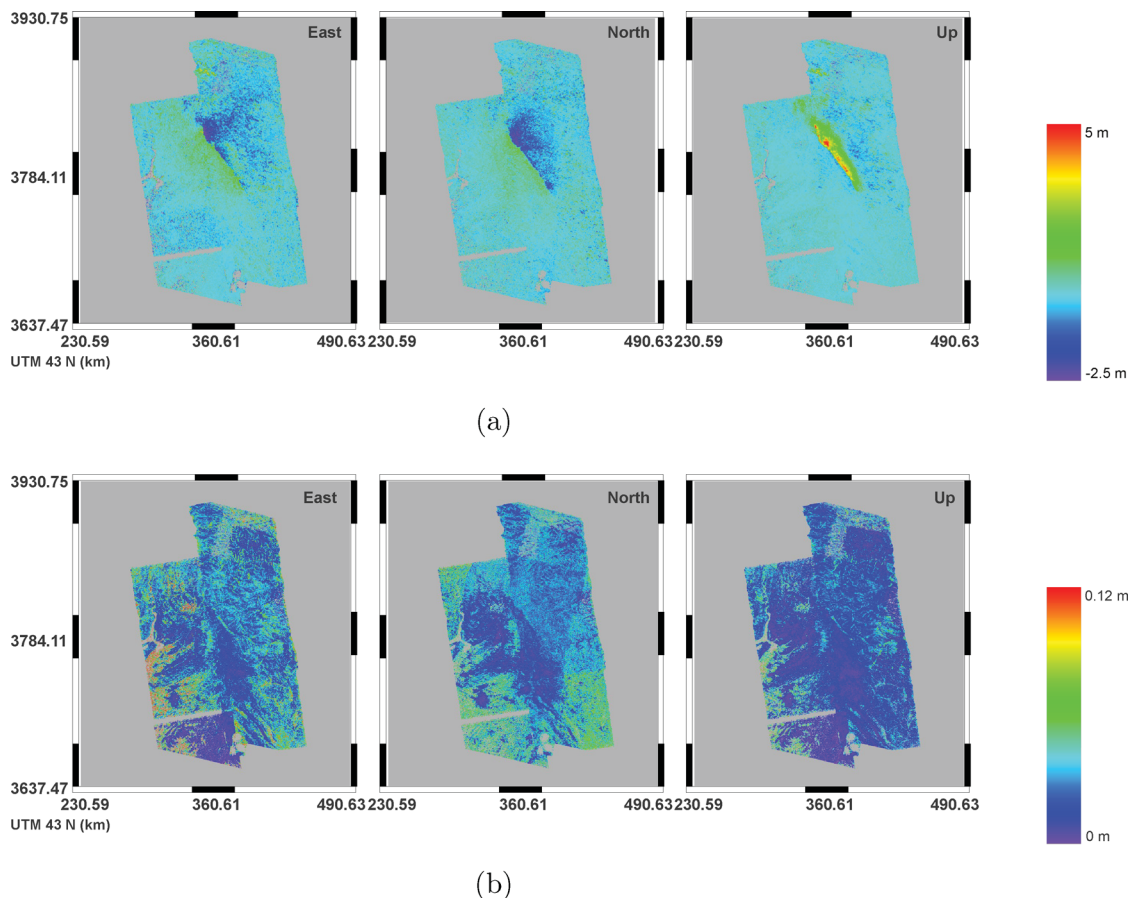 3930.75
East
North
Up
5 m
3784.11
3637.47
-2.5 m
230.59 360.61 490.63 230.59 360.61 490.63 230.59 360.61 490.63
UTM 43 N (km)
(a)
3930.75
East
North
Up
0.12 m
3784.11
3637.47
0 m
230.59 360.61 490.63 230.59 360.61 490.63 230.59 360.61 490.63
UTM 43 N (km)
(b)